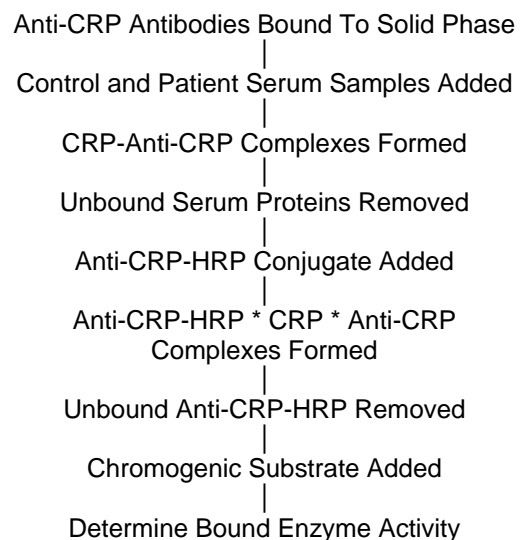 Anti-CRP Antibodies Bound To Solid Phase
Control and Patient Serum Samples Added
CRP-Anti-CRP Complexes Formed
Unbound Serum Proteins Removed
Anti-CRP-HRP Conjugate Added
Anti-CRP-HRP * CRP * Anti-CRP
Complexes Formed
Unbound Anti-CRP-HRP Removed
Chromogenic Substrate Added
Determine Bound Enzyme Activity